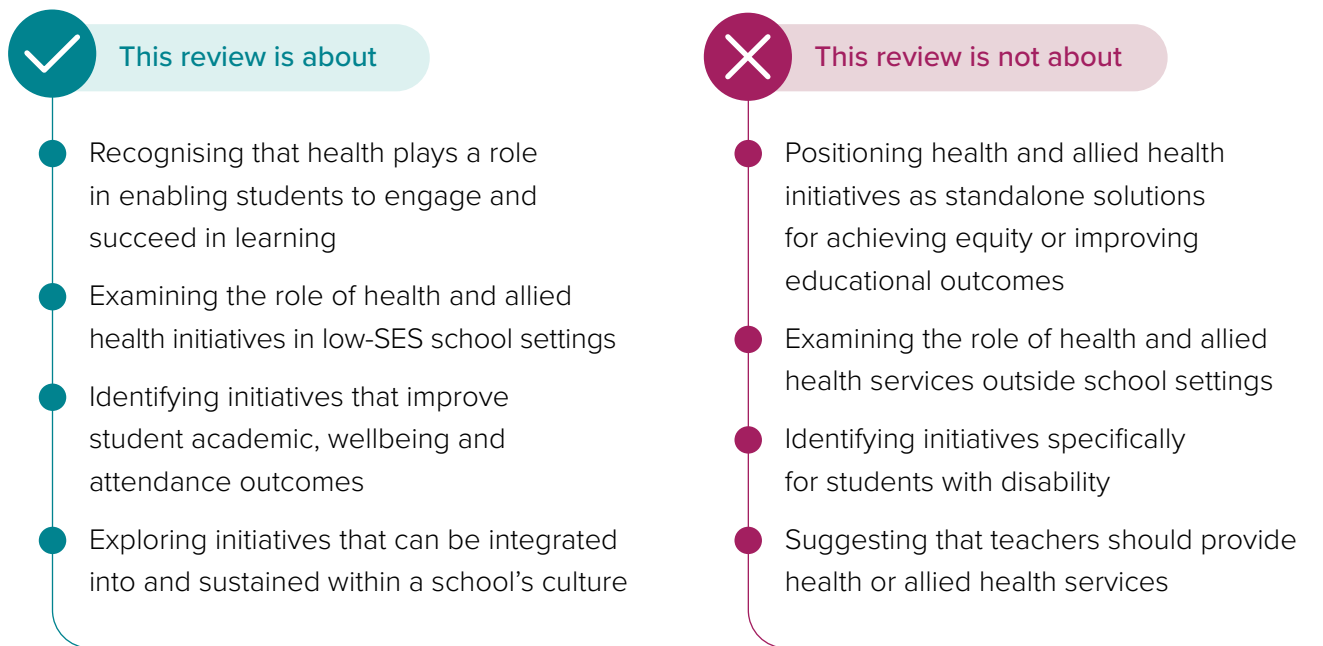 This review is about
Recognising that health plays a role
in enabling students to engage and
succeed in learning
Examining the role of health and allied
health initiatives in low-SES school settings
Identifying initiatives that improve
student academic, wellbeing and
attendance outcomes
Exploring initiatives that can be integrated
into and sustained within a school’s culture
This review is not about
Positioning health and allied health
initiatives as standalone solutions
for achieving equity or improving
educational outcomes
Examining the role of health and allied
health services outside school settings
Identifying initiatives specifically
for students with disability
Suggesting that teachers should provide
health or allied health services